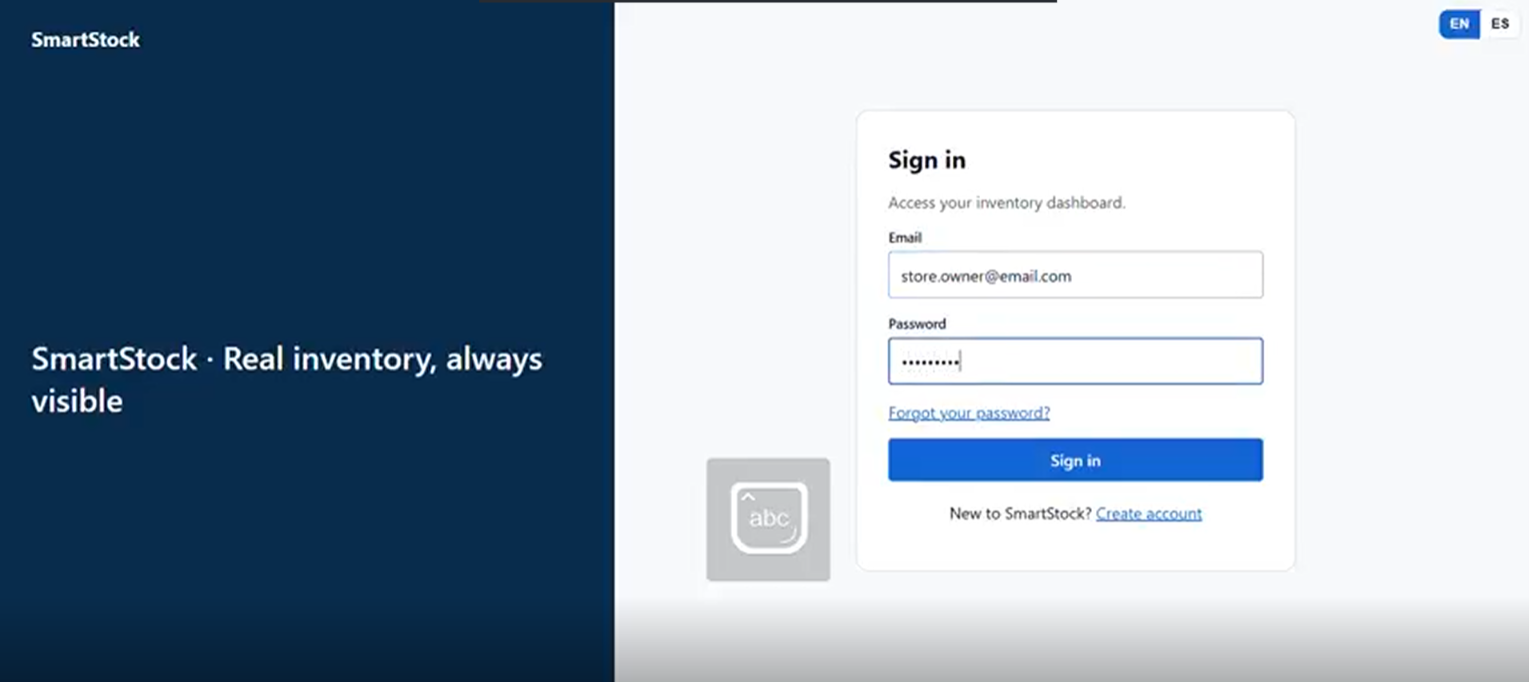 SmartStock
EN ES
Sign in
Access your inventory dashboard.
Email
store.owner@email.com
Password
•••••••••
Forgot your password?
Sign in
New to SmartStock? Create account
SmartStock · Real inventory, always
visible
abc